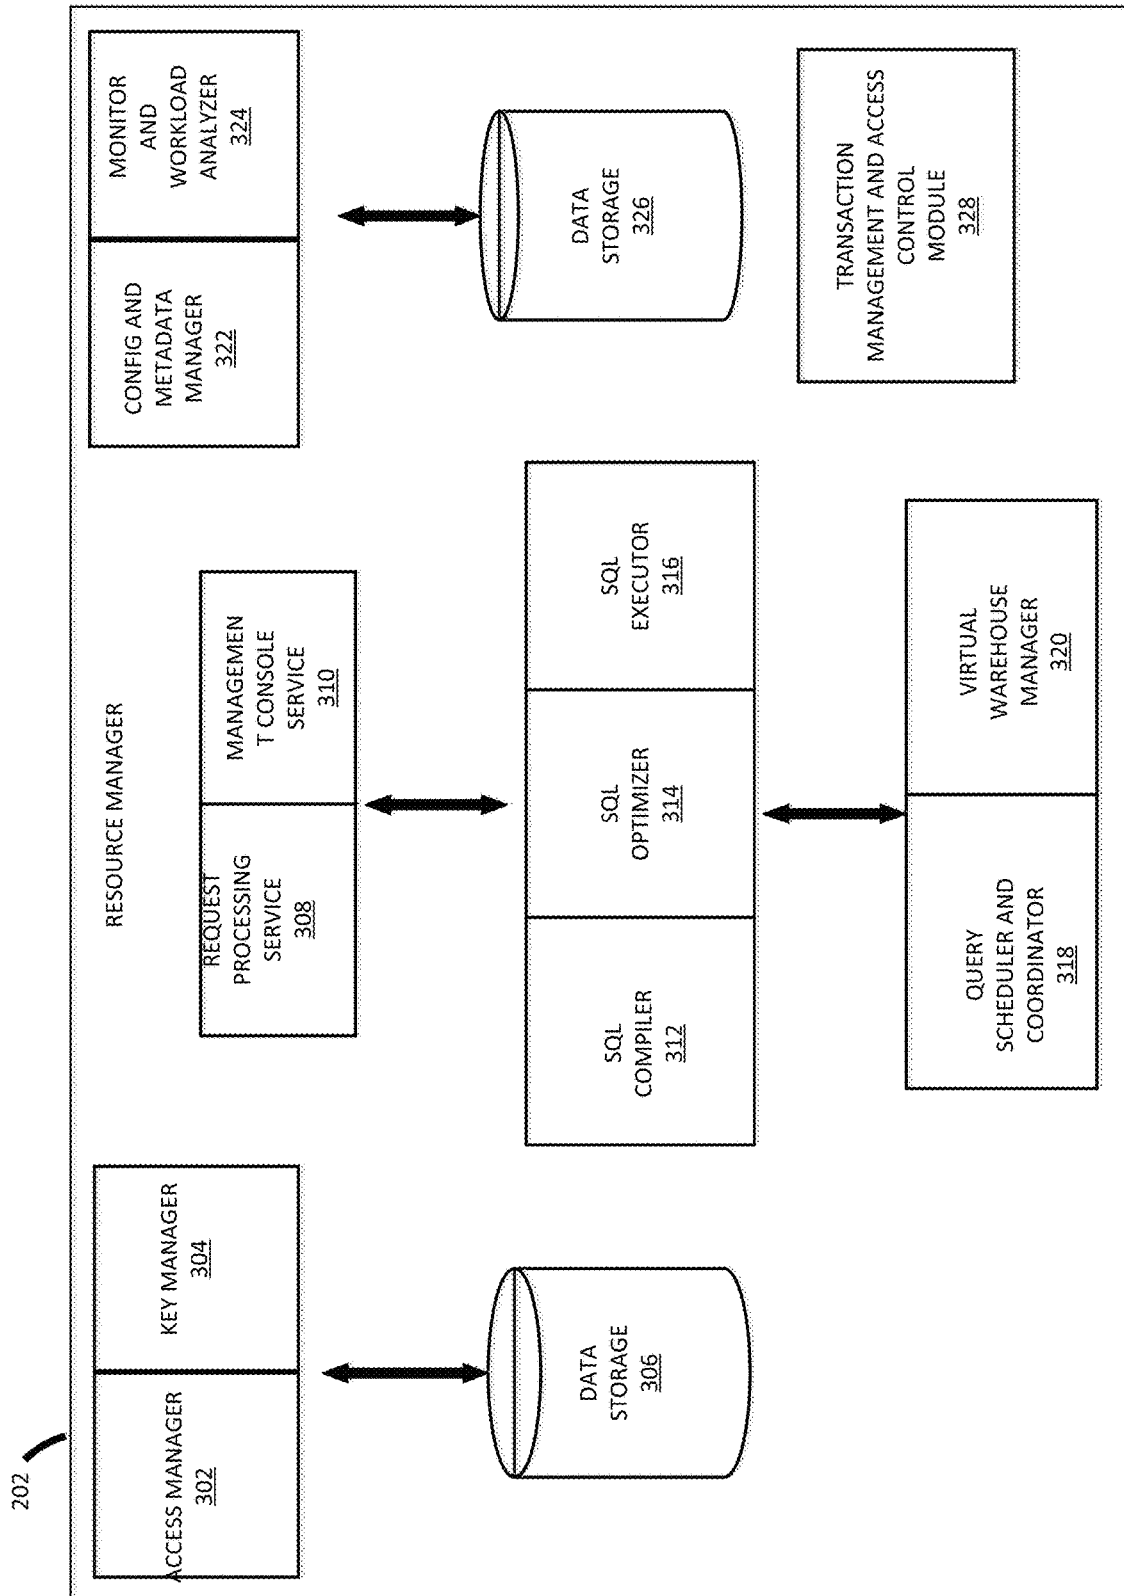 202
RESOURCE MANAGER
ACCESS MANAGER
302
KEY MANAGER
304
DATA
STORAGE
306
REQUEST
PROCESSING
SERVICE
308
MANAGEMEN
T CONSOLE
SERVICE
310
SQL
COMPILER
312
SQL
OPTIMIZER
314
SQL
EXECUTOR
316
QUERY
SCHEDULER AND
COORDINATOR
318
VIRTUAL
WAREHOUSE
MANAGER
320
CONFIG AND
METADATA
MANAGER
322
MONITOR
AND
WORKLOAD
ANALYZER
324
DATA
STORAGE
326
TRANSACTION
MANAGEMENT AND ACCESS
CONTROL
MODULE
328